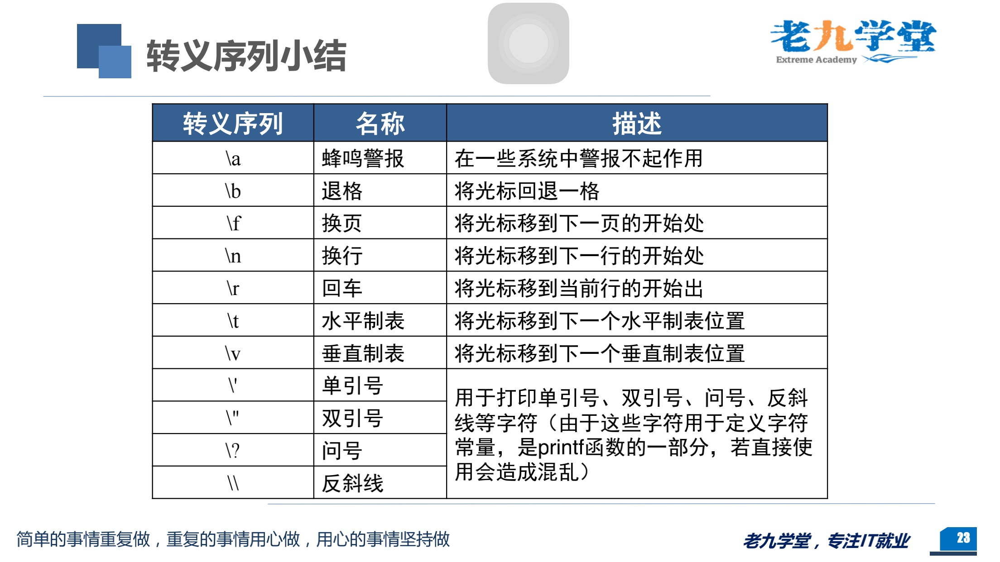 转义序列小结
老九学堂
Extreme Academy
转义序列 名称 描述
\a 蜂鸣警报 在一些系统中警报不起作用
\b 退格 将光标回退一格
\f 换页 将光标移到下一页的开始处
\n 换行 将光标移到下一行的开始处
\r 回车 将光标移到当前行的开始出
\t 水平制表 将光标移到下一个水平制表位置
\v 垂直制表 将光标移到下一个垂直制表位置
\' 单引号
\" 双引号
\? 问号
\\ 反斜线
用于打印单引号、双引号、问号、反斜
线等字符（由于这些字符用于定义字符
常量，是printf函数的一部分，若直接使
用会造成混乱）
简单的事情重复做，重复的事情用心做，用心的事情坚持做
老九学堂，专注IT就业
23